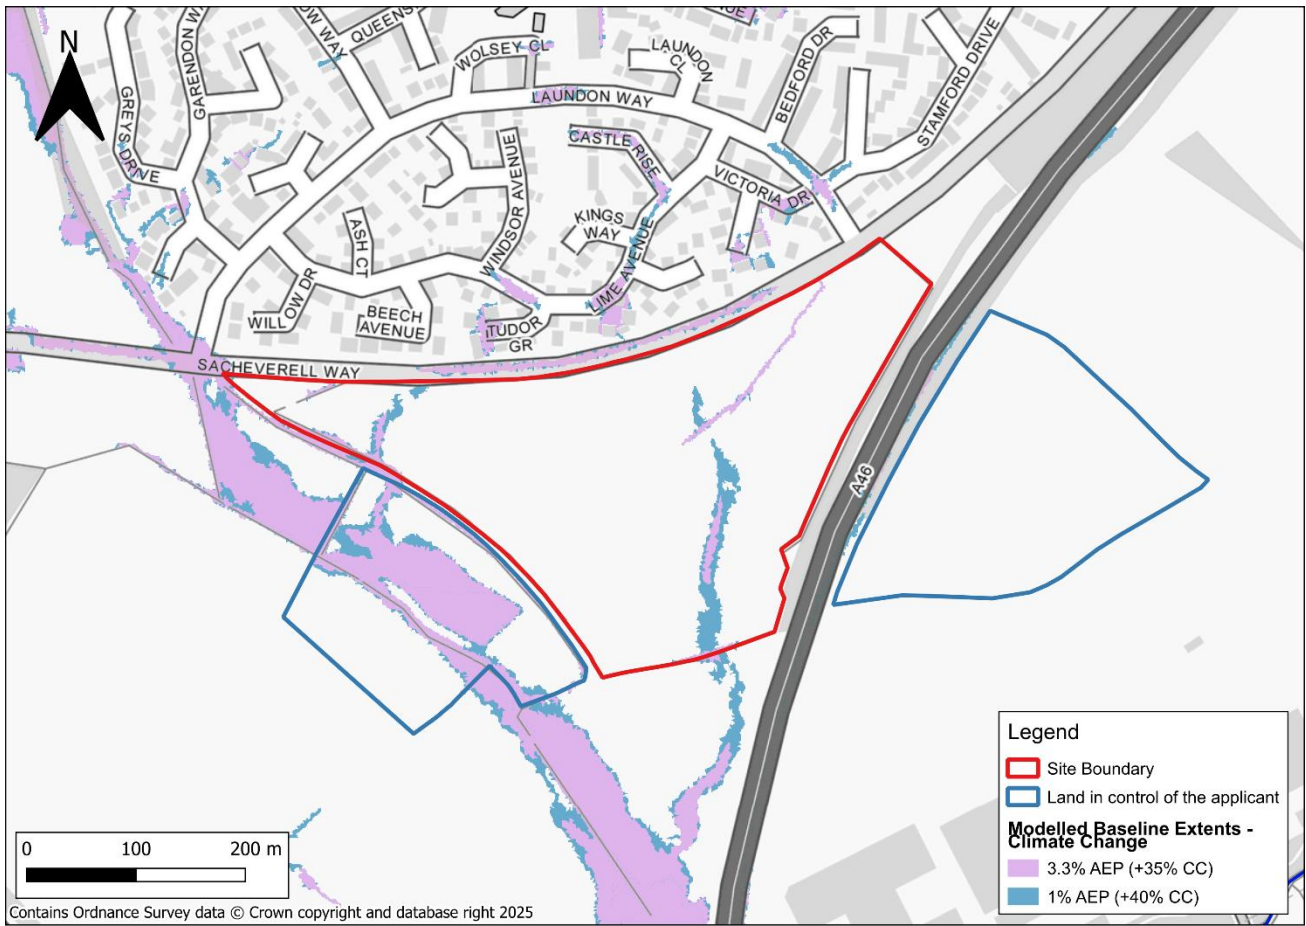 N
GREYS DRIVE
GARENDON W
OW WAY
QUEENS
WOLSEY CL
LAUNDON CL
BEDFORD DR
STAMFORD DRIVE
LAUNDON WAY
CASTLE RISE
VICTORIA DR
WINDSOR AVENUE
KINGS
WAY
ASH CT
LIME AVENUE
WILLOW DR
BEECH
AVENUE
TUDOR
GR
SACHEVERELL WAY
A46
Legend
Site Boundary
Land in control of the applicant
Modelled Baseline Extents -
Climate Change
3.3% AEP (+35% CC)
1% AEP (+40% CC)
0 100 200 m
Contains Ordnance Survey data © Crown copyright and database right 2025